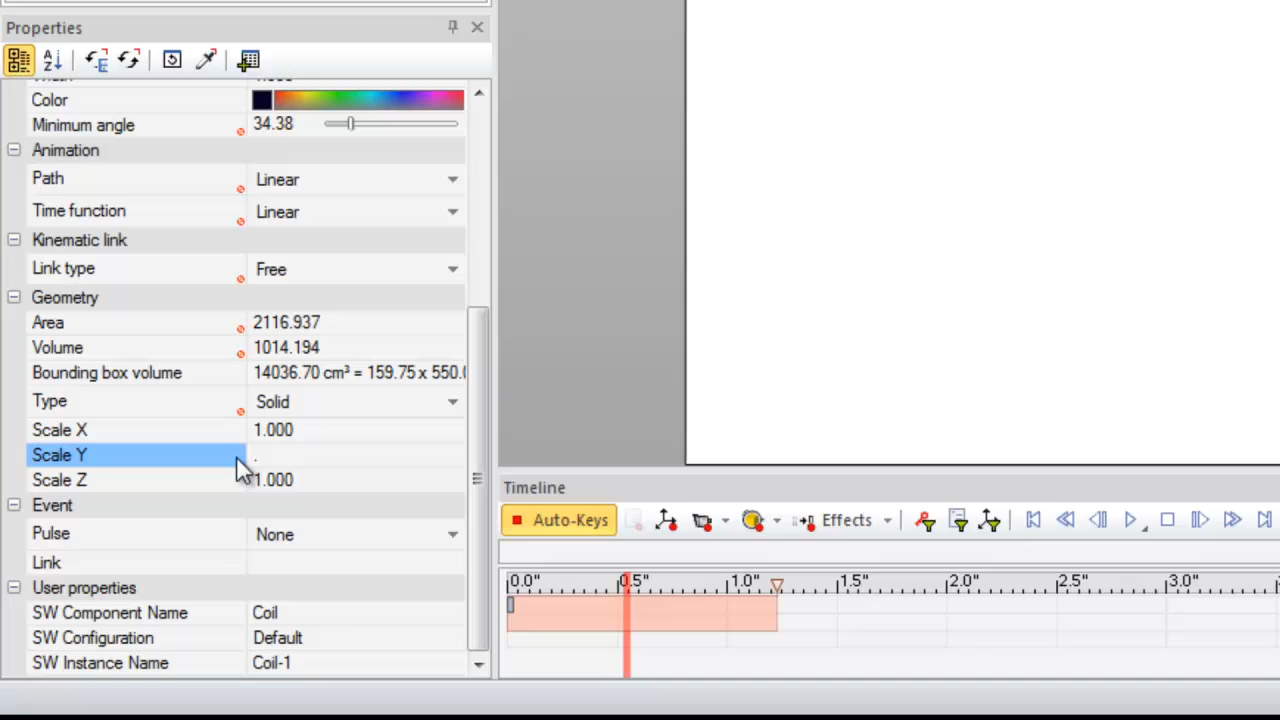 Properties
Color
Minimum angle 34.38
Animation
Path Linear
Time function Linear
Kinematic link
Link type Free
Geometry
Area 2116.937
Volume 1014.194
Bounding box volume 14036.70 cm³ = 159.75 x 550.0
Type Solid
Scale X 1.000
Scale Y .
Scale Z 1.000
Event
Pulse None
Link
User properties
SW Component Name Coil
SW Configuration Default
SW Instance Name Coil-1
Timeline
Auto-Keys Effects
0.0" 0.5" 1.0" 1.5" 2.0" 2.5" 3.0"